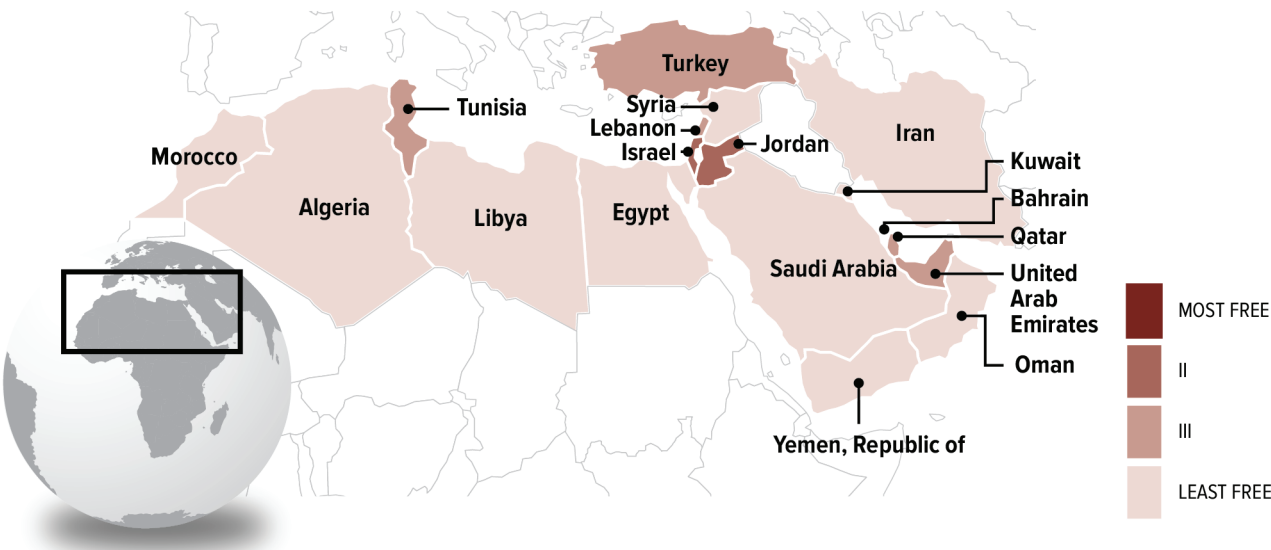 Turkey
Syria
Tunisia
Lebanon
Iran
Israel
Jordan
Morocco
Kuwait
Bahrain
Algeria
Libya
Egypt
Qatar
Saudi Arabia
United
Arab
Emirates
MOST FREE
Oman
II
III
Yemen, Republic of
LEAST FREE